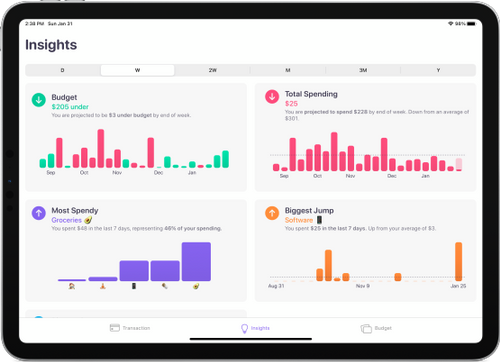 2:38 PM Sun Jan 31
98%
Insights
D W 2W M 3M Y
Budget
$205 under
You are projected to be $3 under budget by end of week.
Sep Oct Nov Dec Jan
Total Spending
$25
You are projected to spend $228 by end of week. Down from an average of
$301.
Sep Oct Nov Dec Jan
Most Spendy
Groceries 🥑
You spent $48 in the last 7 days, representing 46% of your spending.
Biggest Jump
Software 📱
You spent $25 in the last 7 days. Up from your average of $3.
Aug 31 Nov 9 Jan 25
Transaction Insights Budget